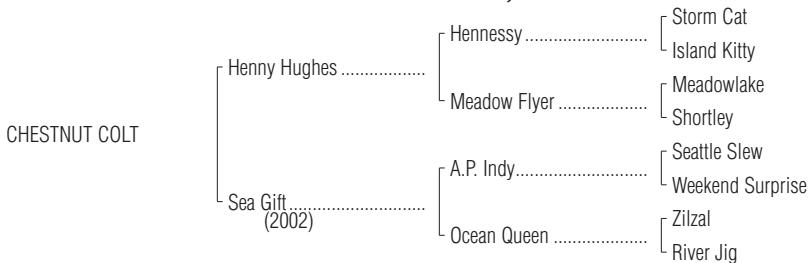 Storm Cat
Hennessy ........................
Island Kitty
Henny Hughes .................
Meadowlake
Meadow Flyer .................
Shortley
CHESTNUT COLT
Seattle Slew
A.P. Indy.........................
Weekend Surprise
Sea Gift..........................
(2002)
Zilzal
Ocean Queen ..................
River Jig